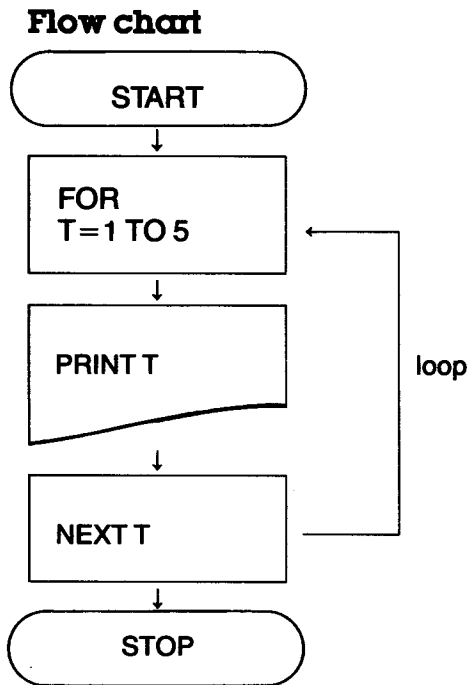 Flow chart
START
FOR
T=1 TO 5
PRINT T
loop
NEXT T
STOP